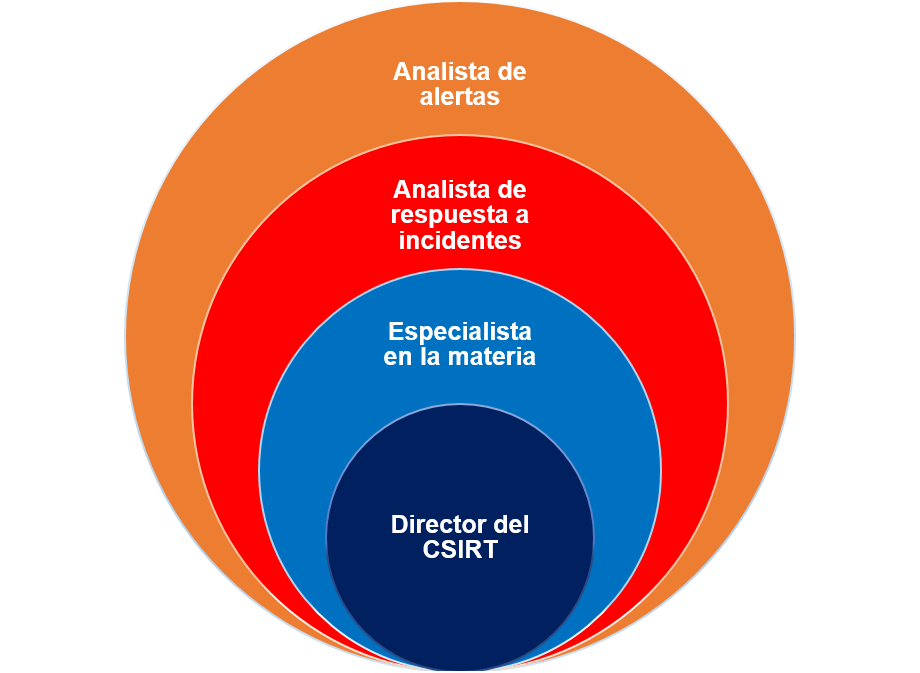 Analista de
alertas
Analista de
respuesta a
incidentes
Especialista
en la materia
Director del
CSIRT